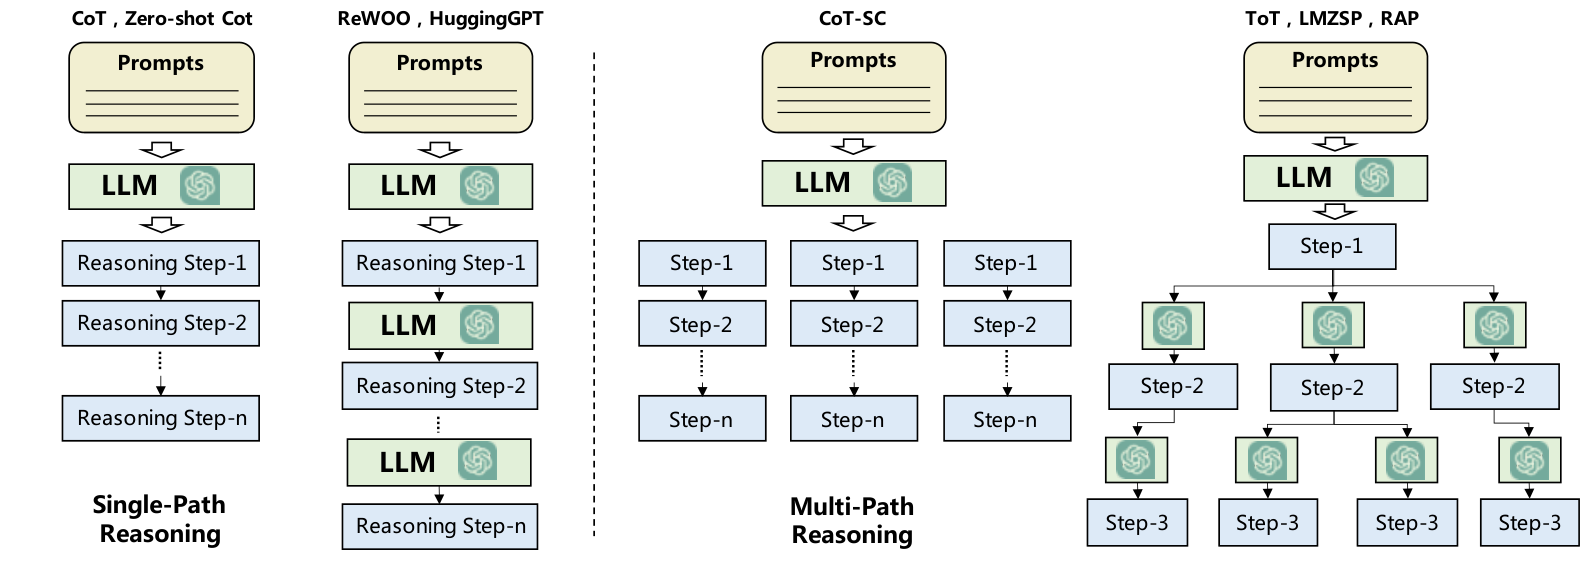 CoT , Zero-shot Cot
Prompts
LLM
Reasoning Step-1
Reasoning Step-2
Reasoning Step-n
ReWOO , HuggingGPT
Prompts
LLM
Reasoning Step-1
LLM
Reasoning Step-2
LLM
Reasoning Step-n
Single-Path
Reasoning
CoT-SC
Prompts
LLM
Step-1 Step-1 Step-1
Step-2 Step-2 Step-2
Step-n Step-n Step-n
Multi-Path
Reasoning
ToT , LMZSP , RAP
Prompts
LLM
Step-1
Step-2 Step-2 Step-2
Step-3 Step-3 Step-3 Step-3